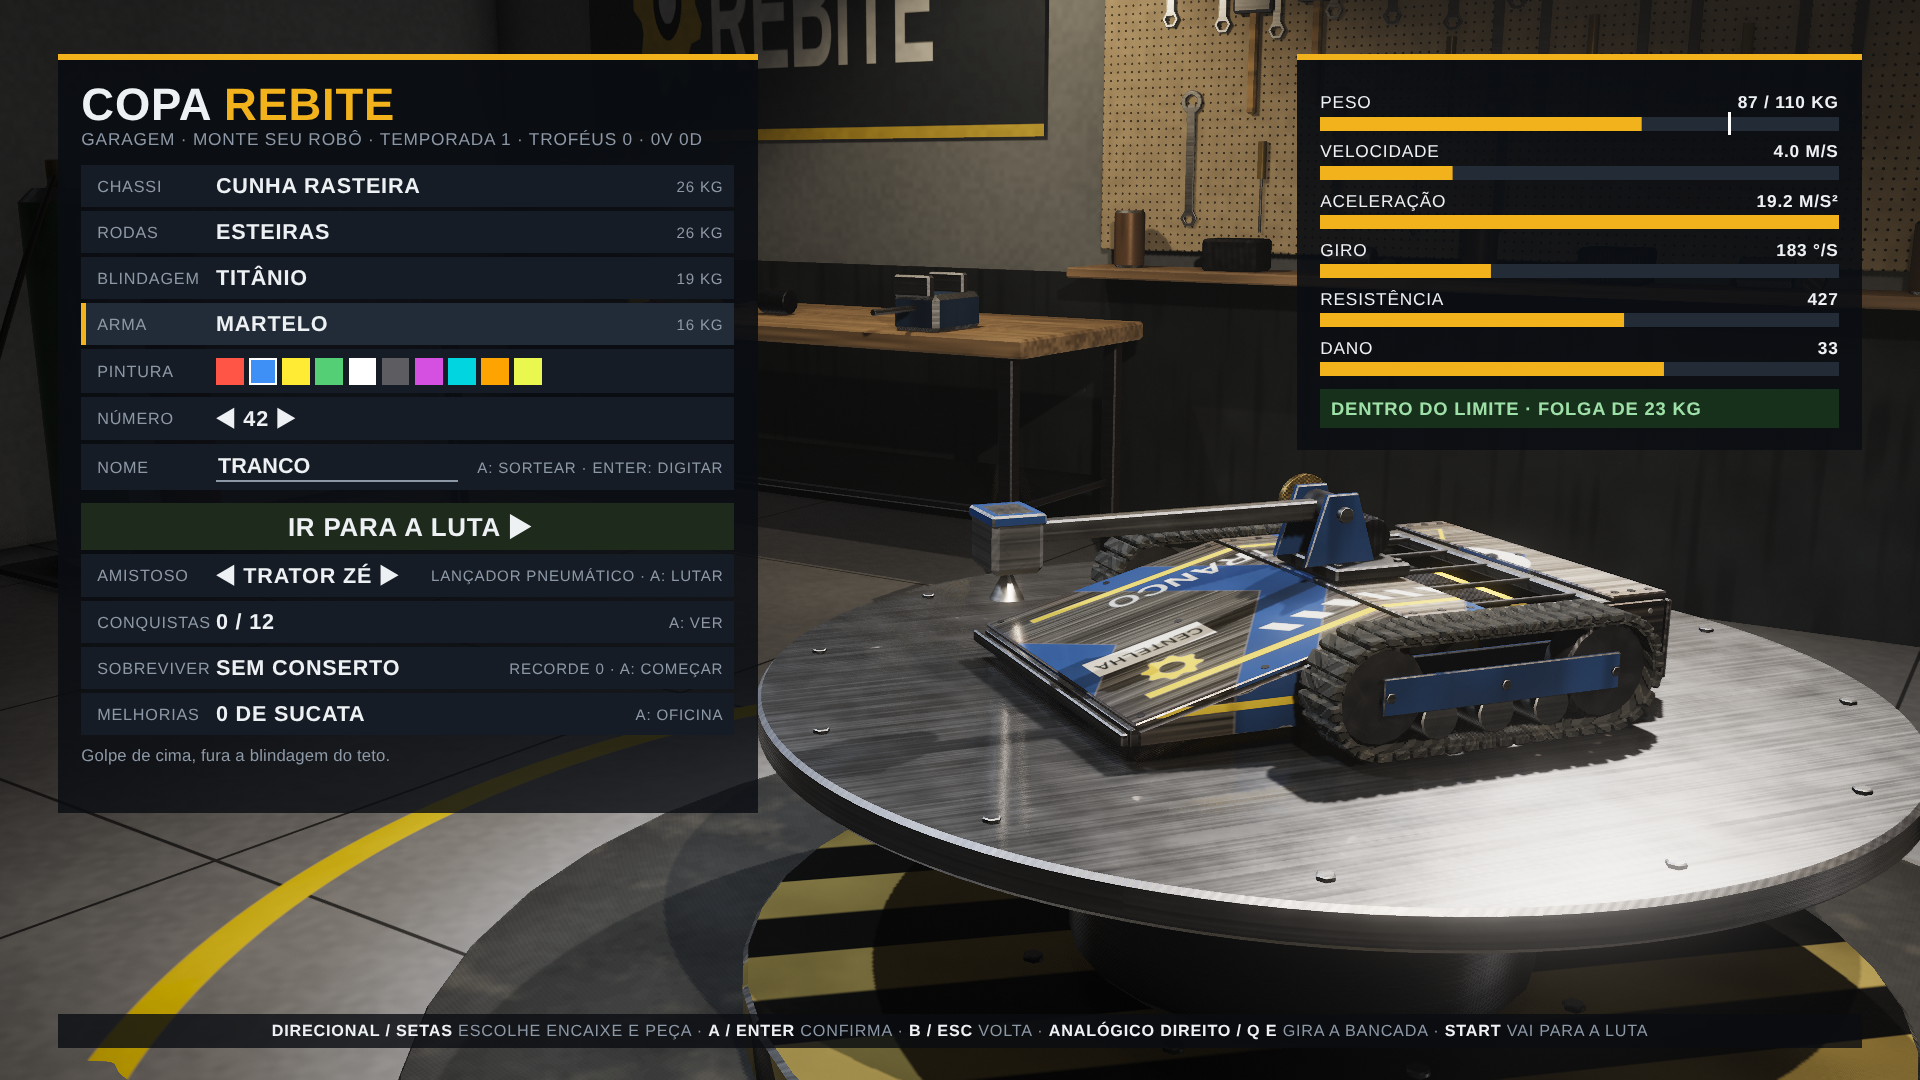 REBITE
COPA REBITE
GARAGEM · MONTE SEU ROBÔ · TEMPORADA 1 · TROFÉUS 0 · 0V 0D
CHASSI CUNHA RASTEIRA 26 KG
RODAS ESTEIRAS 26 KG
BLINDAGEM TITÂNIO 19 KG
ARMA MARTELO 16 KG
PINTURA
NÚMERO ◀ 42 ▶
NOME TRANCO A: SORTEAR · ENTER: DIGITAR
IR PARA A LUTA ▶
AMISTOSO ◀ TRATOR ZÉ ▶ LANÇADOR PNEUMÁTICO · A: LUTAR
CONQUISTAS 0 / 12 A: VER
SOBREVIVER SEM CONSERTO RECORDE 0 · A: COMEÇAR
MELHORIAS 0 DE SUCATA A: OFICINA
Golpe de cima, fura a blindagem do teto.
PESO 87 / 110 KG
VELOCIDADE 4.0 M/S
ACELERAÇÃO 19.2 M/S²
GIRO 183 °/S
RESISTÊNCIA 427
DANO 33
DENTRO DO LIMITE · FOLGA DE 23 KG
RANCO
CENTELHA
DIRECIONAL / SETAS ESCOLHE ENCAIXE E PEÇA · A / ENTER CONFIRMA · B / ESC VOLTA · ANALÓGICO DIREITO / Q E GIRA A BANCADA · START VAI PARA A LUTA